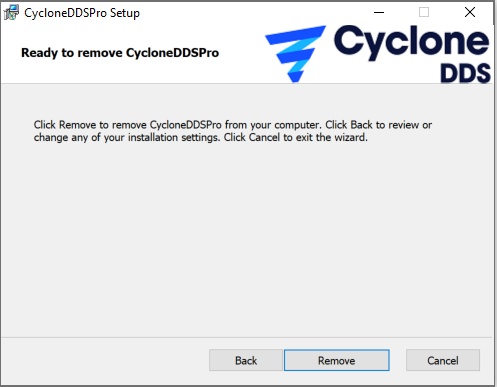 CycloneDDSPro Setup
Ready to remove CycloneDDSPro
Cyclone
DDS
Click Remove to remove CycloneDDSPro from your computer. Click Back to review or
change any of your installation settings. Click Cancel to exit the wizard.
Back
Remove
Cancel